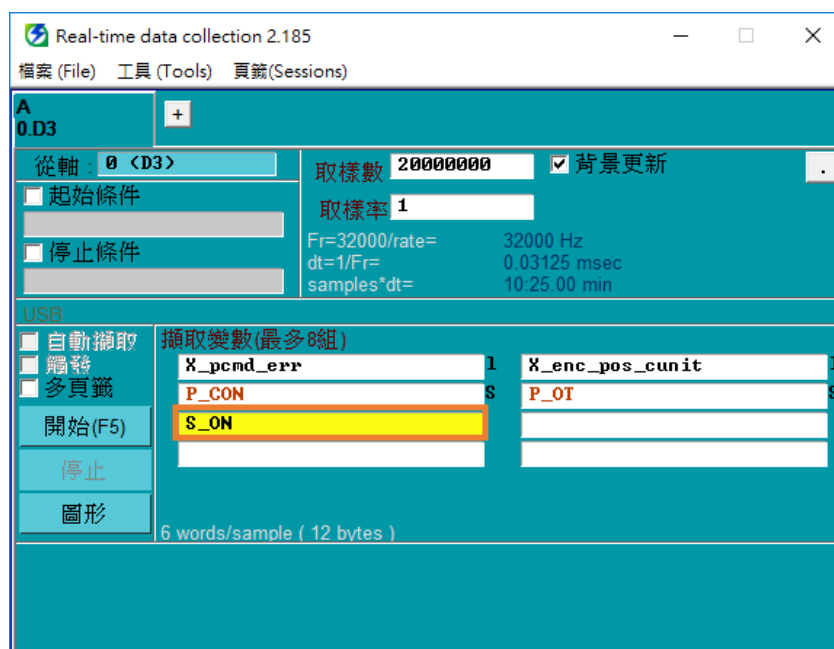 Real-time data collection 2.185
檔案 (File) 工具 (Tools) 頁籤(Sessions)
A
0.D3
+
從軸 : 0 (D3)
取樣數 20000000
背景更新
.
起始條件
取樣率 1
停止條件
Fr=32000/rate= 32000 Hz
dt=1/Fr= 0.03125 msec
samples*dt= 10:25.00 min
USB
自動擷取
觸發
多頁籤
擷取變數(最多8組)
X_pcmd_err l X_enc_pos_cunit l
P_CON S P_OT S
S_ON
開始(F5)
停止
圖形
6 words/sample ( 12 bytes )